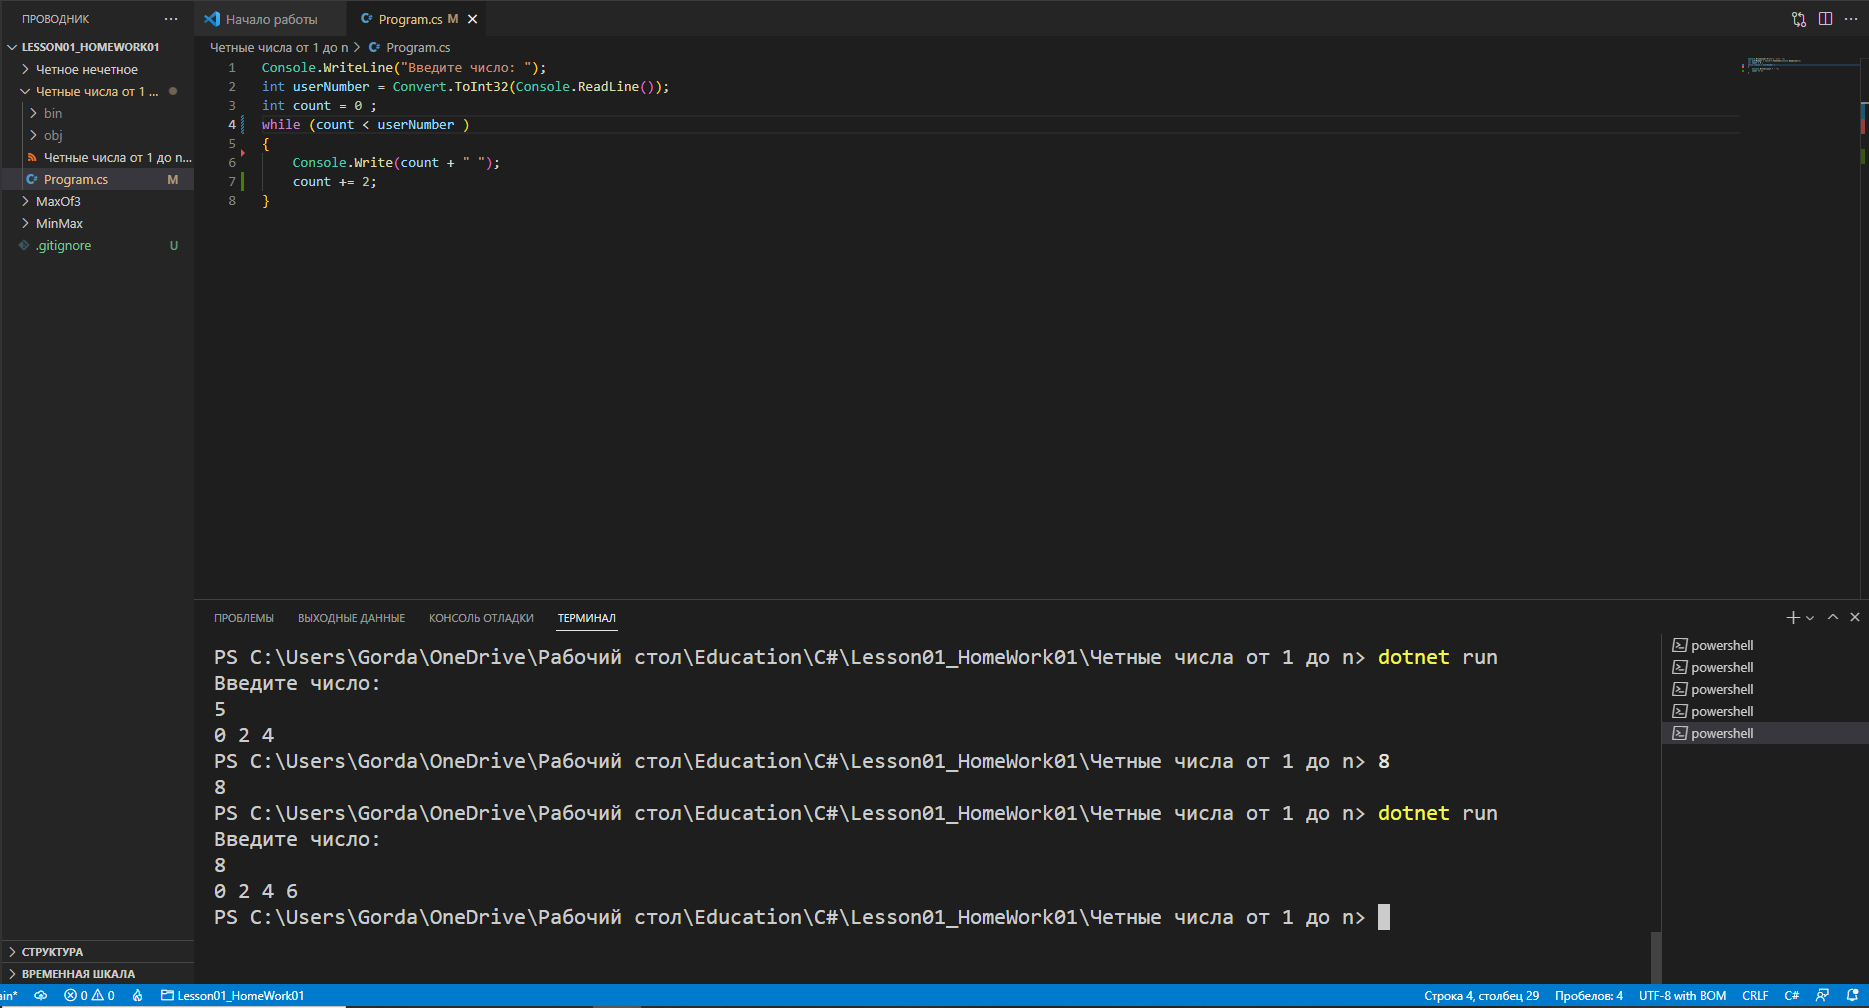 ПРОВОДНИК
LESSON01_HOMEWORK01
Четное нечетное
Четные числа от 1 ...
bin
obj
Четные числа от 1 до n...
Program.cs M
MaxOf3
MinMax
.gitignore U
СТРУКТУРА
ВРЕМЕННАЯ ШКАЛА
Начало работы
Program.cs M
Четные числа от 1 до n > Program.cs
1 Console.WriteLine("Введите число: ");
2 int userNumber = Convert.ToInt32(Console.ReadLine());
3 int count = 0 ;
4 while (count < userNumber )
5 {
6 Console.Write(count + " ");
7 count += 2;
8 }
ПРОБЛЕМЫ ВЫХОДНЫЕ ДАННЫЕ КОНСОЛЬ ОТЛАДКИ ТЕРМИНАЛ
PS C:\Users\Gorda\OneDrive\Рабочий стол\Education\C#\Lesson01_HomeWork01\Четные числа от 1 до n> dotnet run
Введите число:
5
0 2 4
PS C:\Users\Gorda\OneDrive\Рабочий стол\Education\C#\Lesson01_HomeWork01\Четные числа от 1 до n> 8
8
PS C:\Users\Gorda\OneDrive\Рабочий стол\Education\C#\Lesson01_HomeWork01\Четные числа от 1 до n> dotnet run
Введите число:
8
0 2 4 6
PS C:\Users\Gorda\OneDrive\Рабочий стол\Education\C#\Lesson01_HomeWork01\Четные числа от 1 до n>
powershell
powershell
powershell
powershell
powershell
ain* 0 0 Lesson01_HomeWork01 Строка 4, столбец 29 Пробелов: 4 UTF-8 with BOM CRLF C#